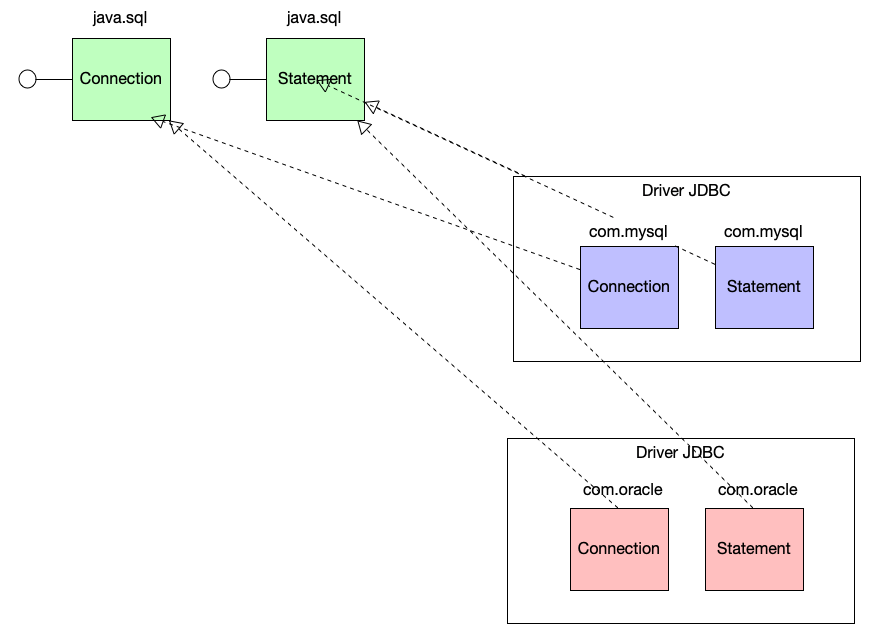 java.sql
java.sql
Connection
Statement
Driver JDBC
com.mysql
com.mysql
Connection
Statement
Driver JDBC
com.oracle
com.oracle
Connection
Statement